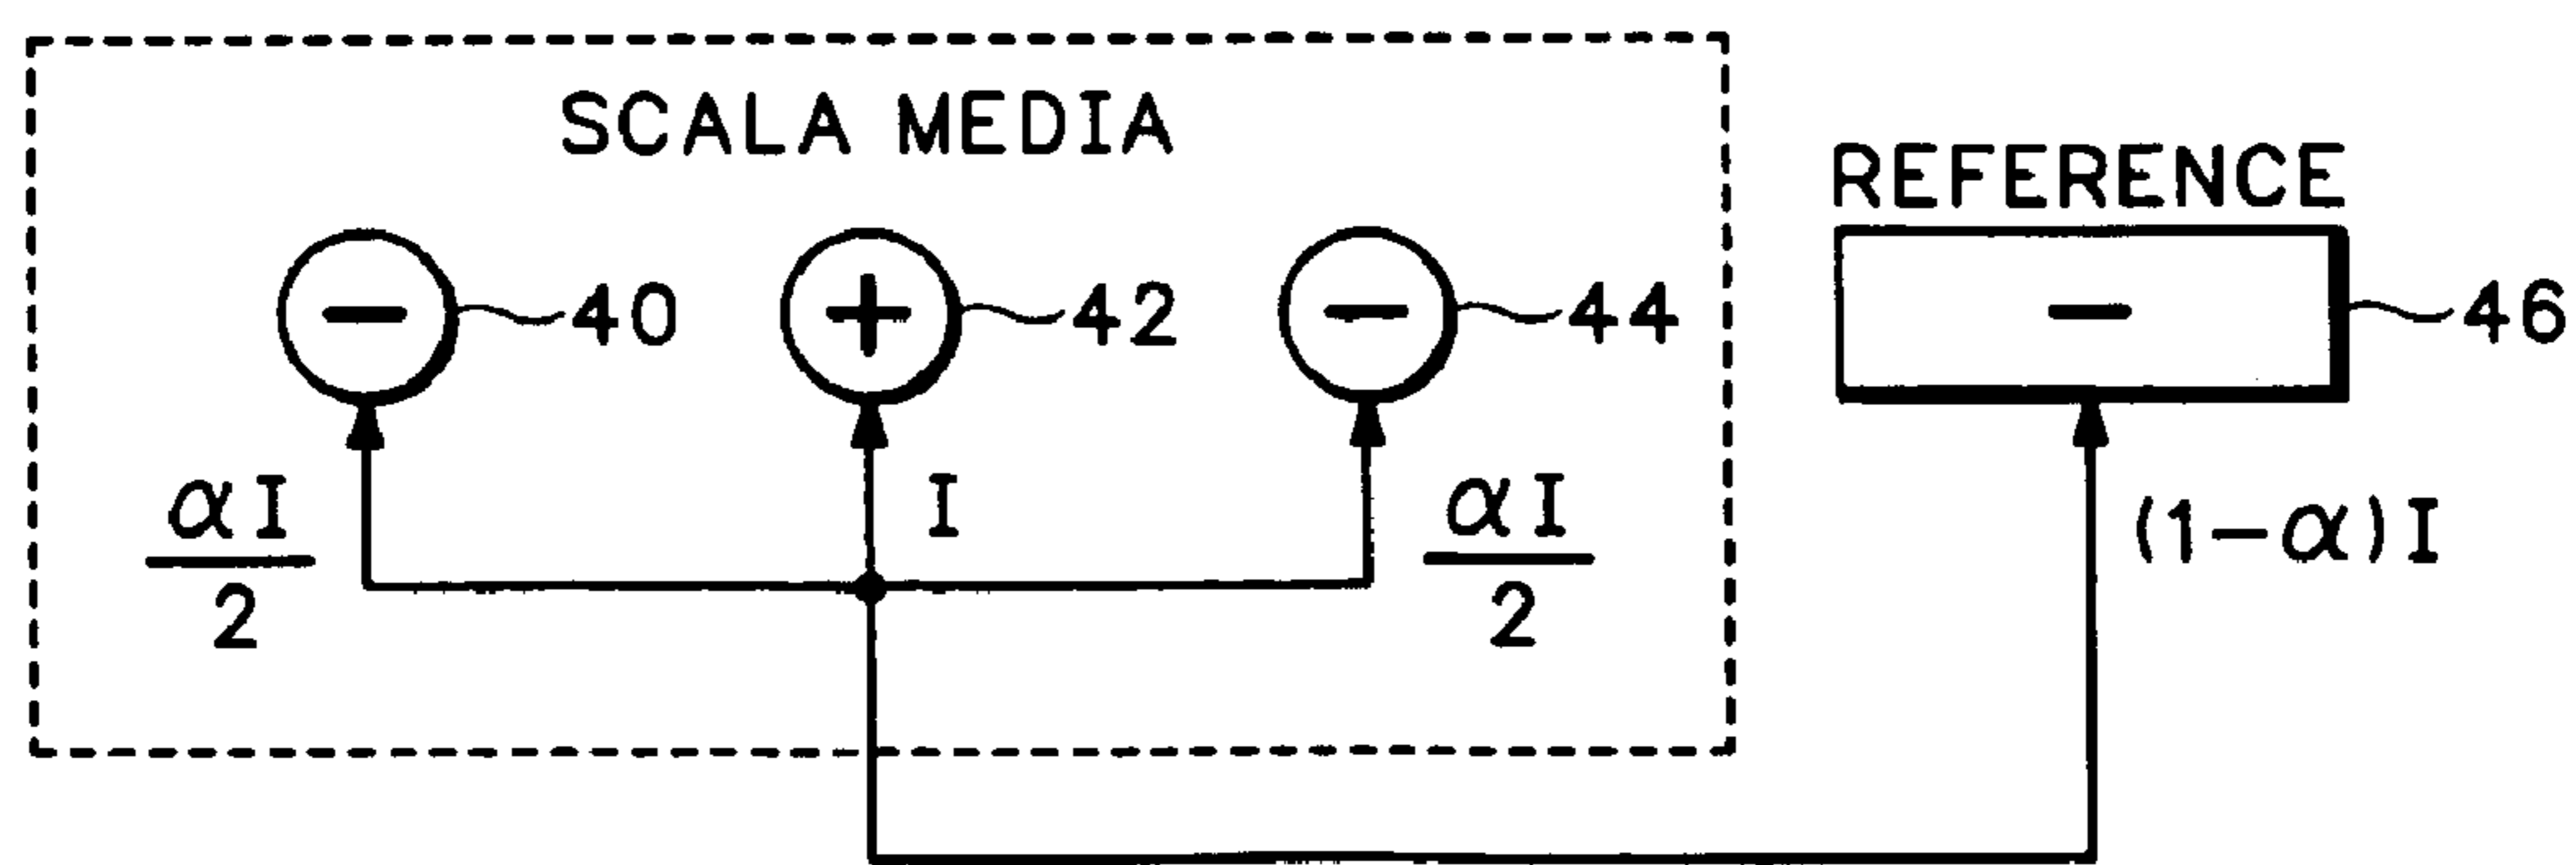 SCALA MEDIA
REFERENCE
− 40
+ 42
− 44
− 46
αI
2
I
αI
2
(1−α)I